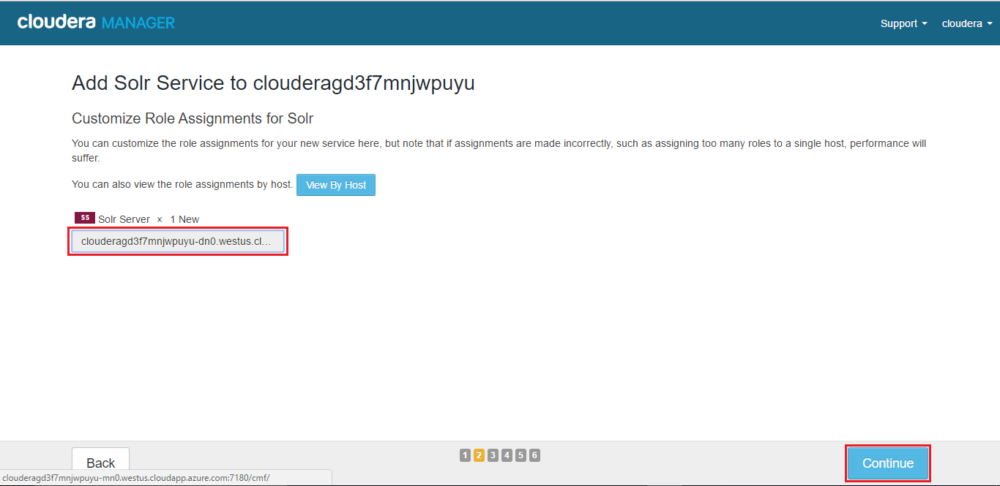 cloudera MANAGER
Support cloudera
Add Solr Service to clouderagd3f7mnjwpuyu
Customize Role Assignments for Solr
You can customize the role assignments for your new service here, but note that if assignments are made incorrectly, such as assigning too many roles to a single host, performance will
suffer.
You can also view the role assignments by host. View By Host
SS Solr Server × 1 New
clouderagd3f7mnjwpuyu-dn0.westus.cl...
Back 1 2 3 4 5 6 Continue
clouderagd3f7mnjwpuyu-mn0.westus.cloudapp.azure.com:7180/cmf/